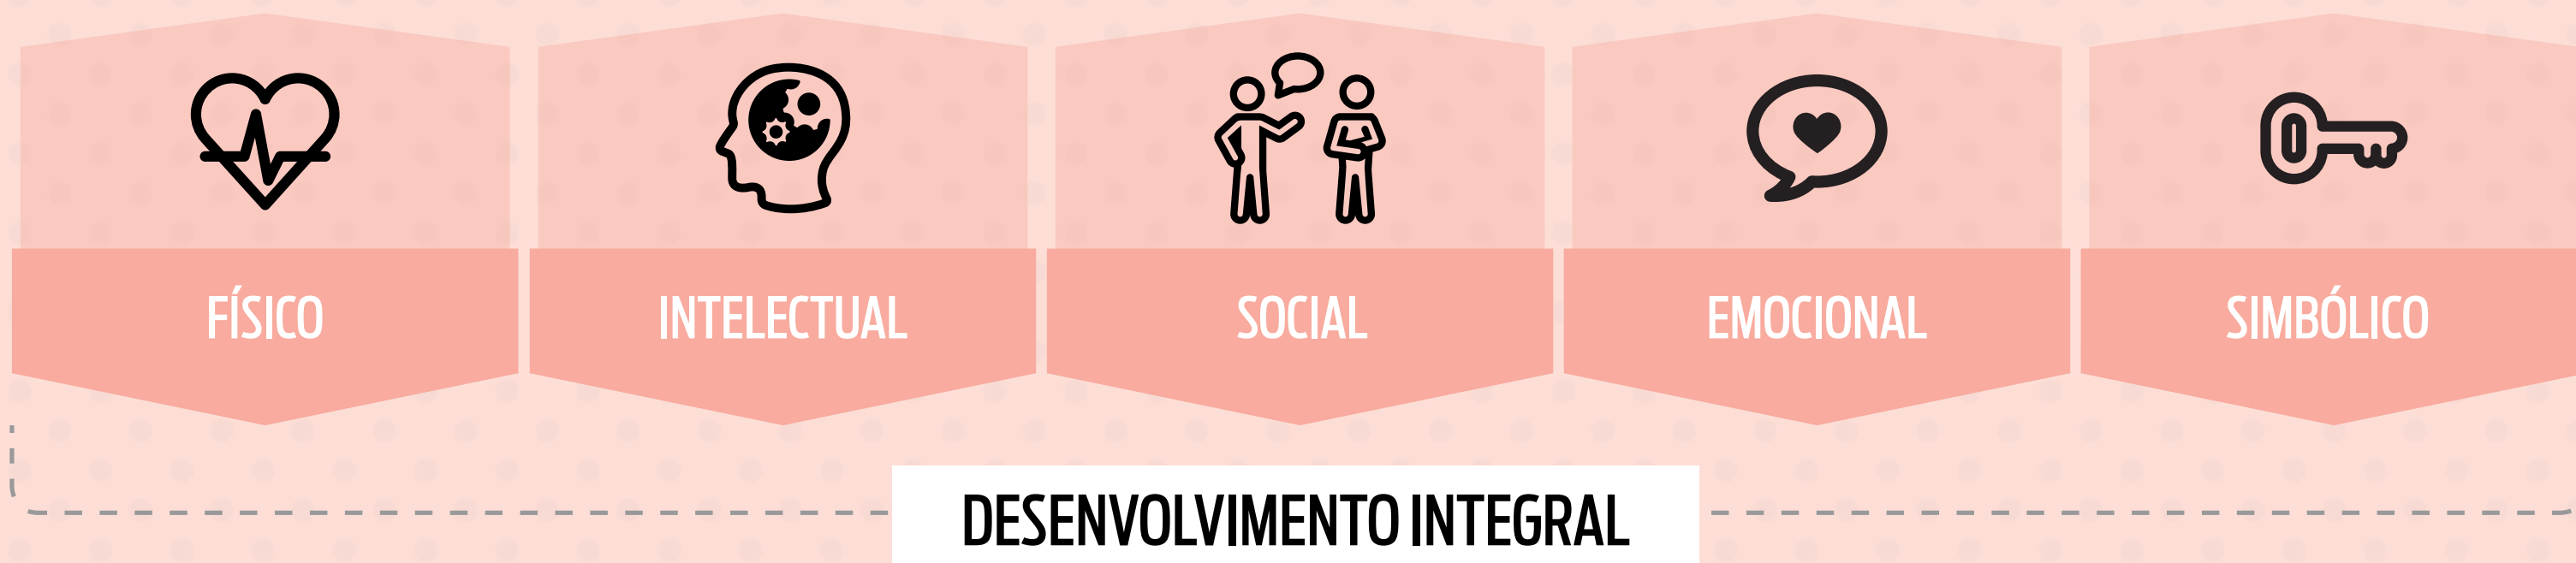 FÍSICO
INTELECTUAL
SOCIAL
EMOCIONAL
SIMBÓLICO
DESENVOLVIMENTO INTEGRAL